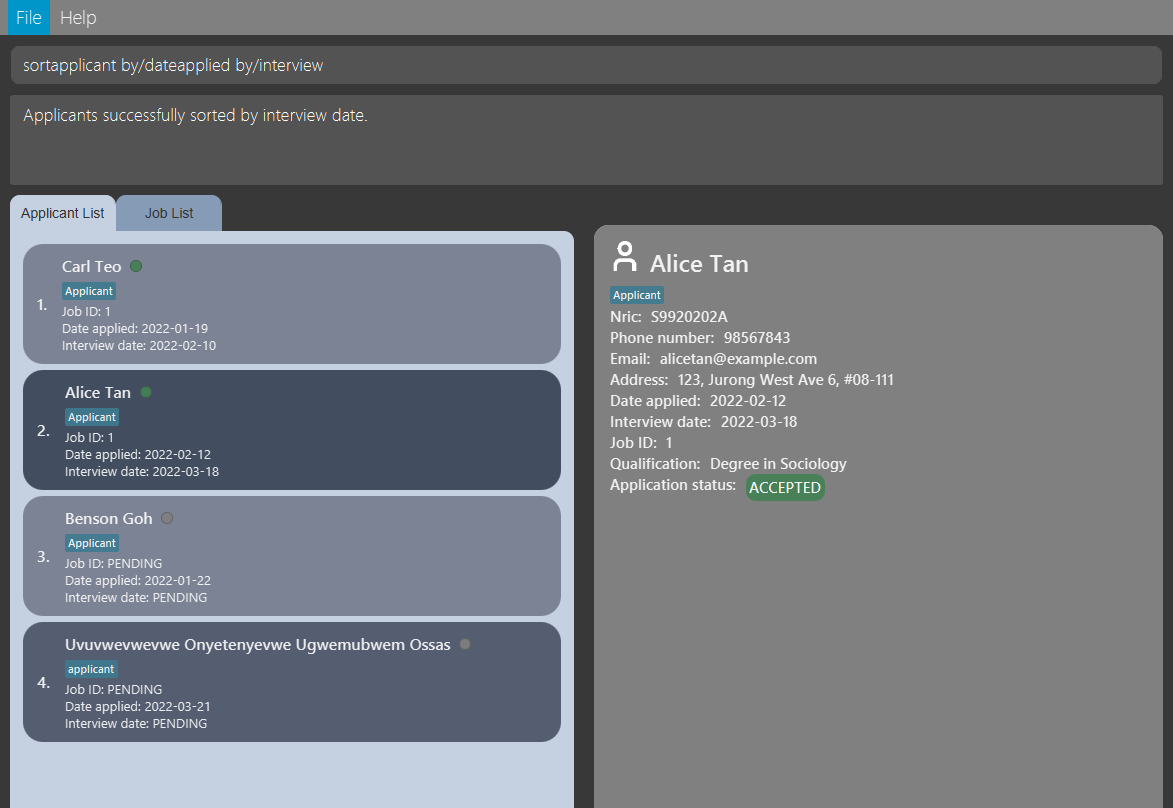 File Help
sortapplicant by/dateapplied by/interview
Applicants successfully sorted by interview date.
Applicant List Job List
1.
Carl Teo
Applicant
Job ID: 1
Date applied: 2022-01-19
Interview date: 2022-02-10
2.
Alice Tan
Applicant
Job ID: 1
Date applied: 2022-02-12
Interview date: 2022-03-18
3.
Benson Goh
Applicant
Job ID: PENDING
Date applied: 2022-01-22
Interview date: PENDING
4.
Uvuvwevwevwe Onyetenyevwe Ugwemubwem Ossas
applicant
Job ID: PENDING
Date applied: 2022-03-21
Interview date: PENDING
Alice Tan
Applicant
Nric: S9920202A
Phone number: 98567843
Email: alicetan@example.com
Address: 123, Jurong West Ave 6, #08-111
Date applied: 2022-02-12
Interview date: 2022-03-18
Job ID: 1
Qualification: Degree in Sociology
Application status: ACCEPTED